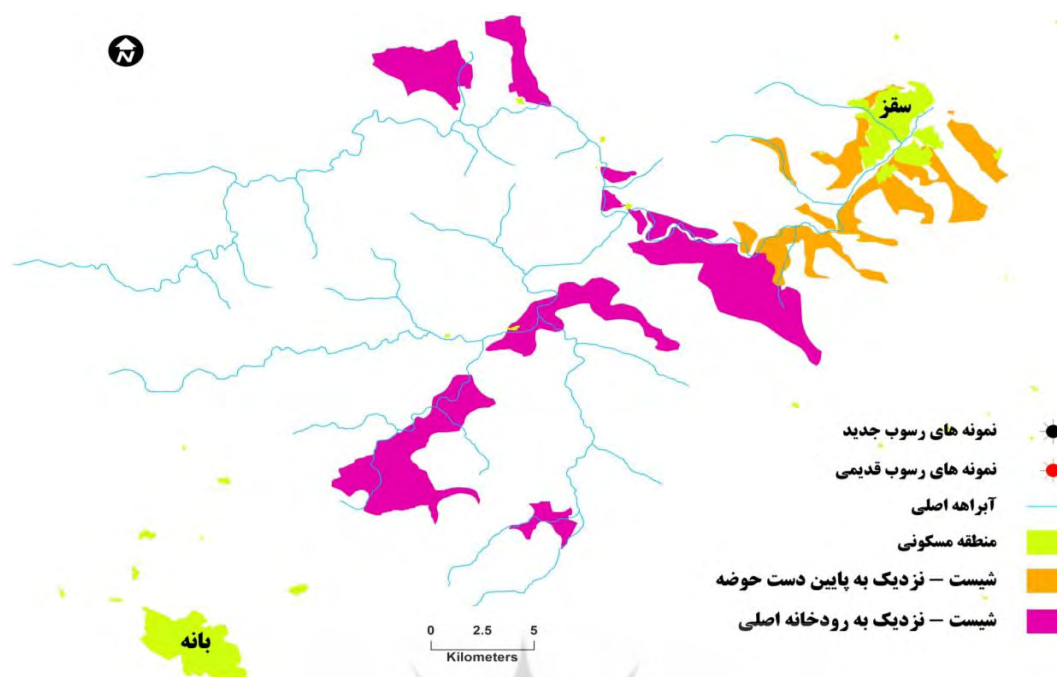 N
سقز
نمونه های رسوب جدید
نمونه های رسوب قدیمی
آبراهه اصلی
منطقه مسکونی
شیست – نزدیک به پایین دست حوضه
شیست – نزدیک به رودخانه اصلی
بانه
0 2.5 5
Kilometers